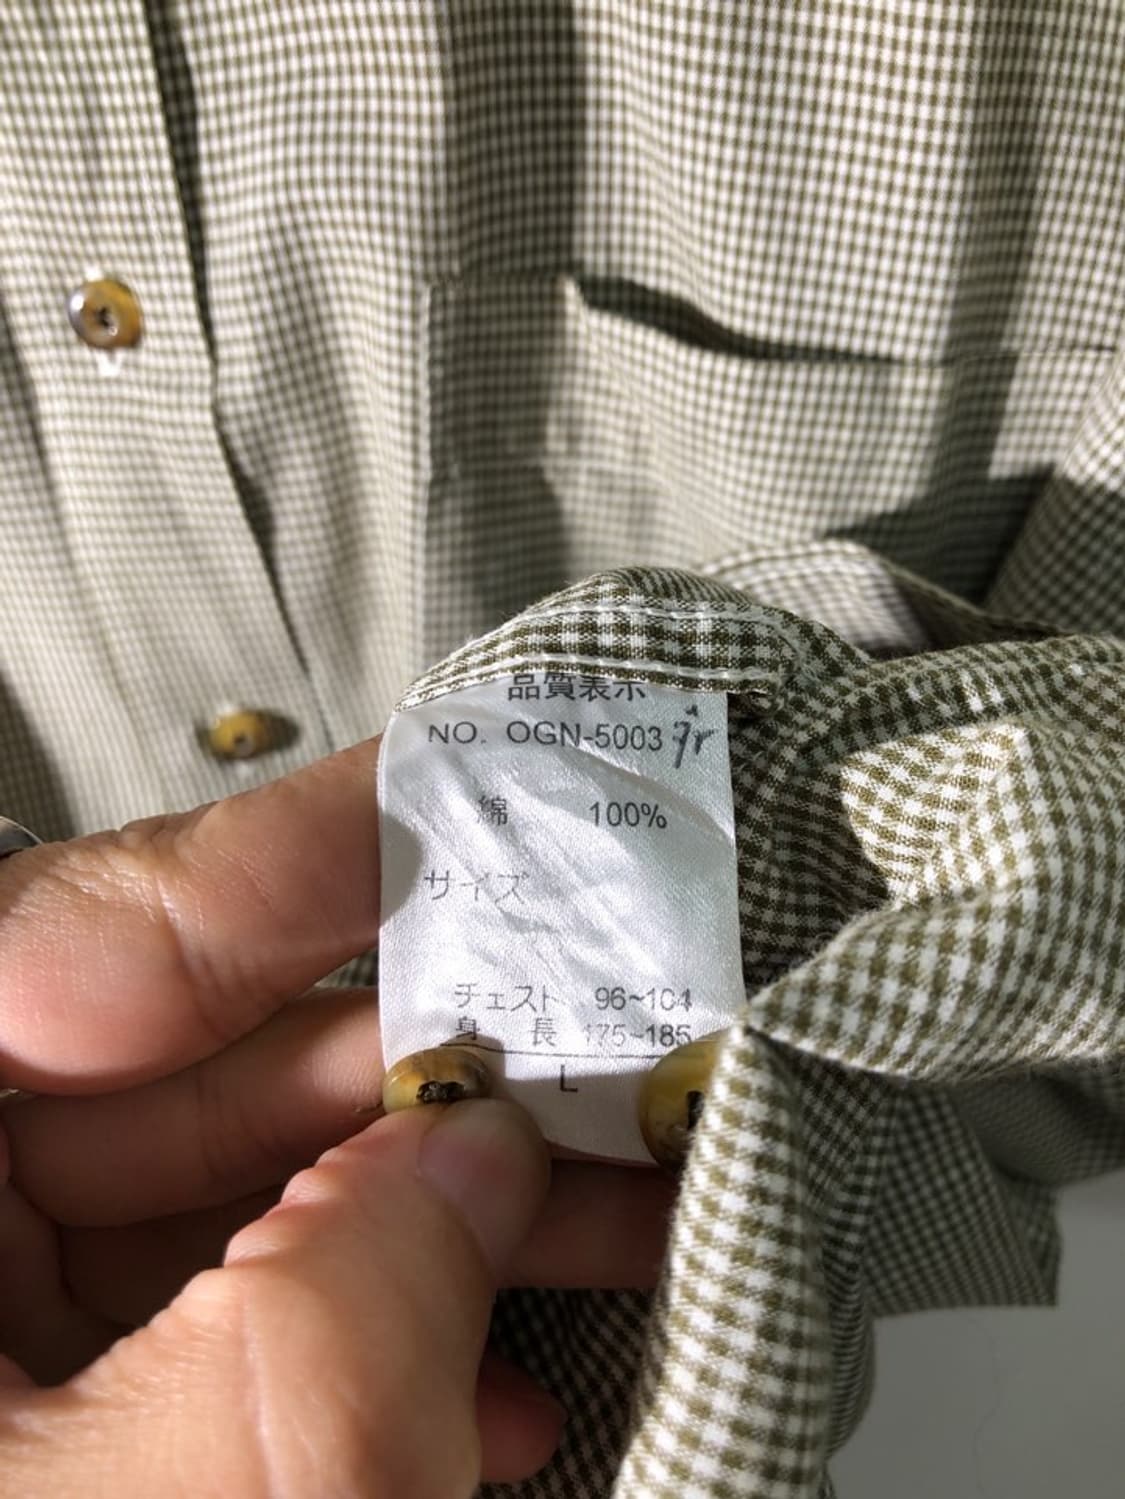 品質表示
NO. OGN-5003
綿 100%
サイズ
チェスト 96~104
身 長 175~185
L